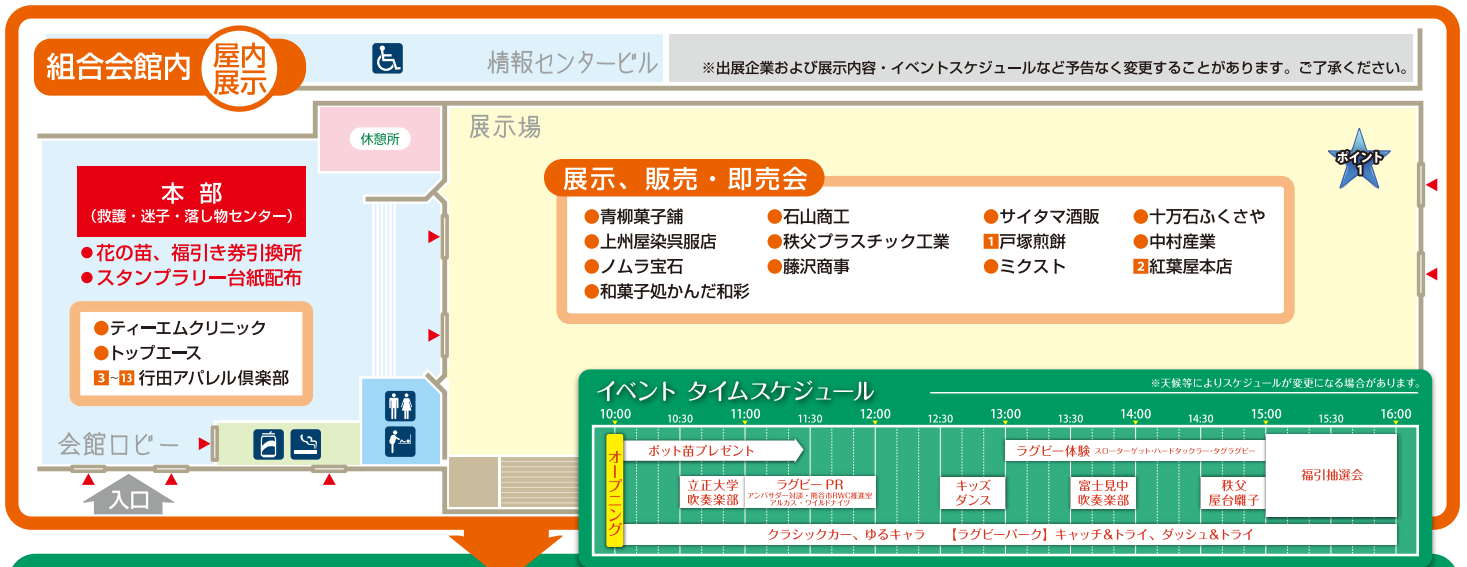 組合会館内
屋内
展示
情報センタービル
※出展企業および展示内容・イベントスケジュールなど予告なく変更することがあります。ご了承ください。
休憩所
展示場
ポイント
1
本部
（救護・迷子・落し物センター）
●花の苗、福引き券引換所
●スタンプラリー台紙配布
●ティーエムクリニック
●トップエース
3~13 行田アパレル倶楽部
会館ロビー
入口
展示、販売・即売会
●青柳菓子舗
●上州屋染呉服店
●ノムラ宝石
●和菓子処かんだ和彩
●石山商工
●秩父プラスチック工業
●藤沢商事
●サイタマ酒販
1戸塚煎餅
●ミクスト
●十万石ふくさや
●中村産業
2紅葉屋本店
イベント タイムスケジュール
※天候等によりスケジュールが変更になる場合があります。
10:00 10:30 11:00 11:30 12:00 12:30 13:00 13:30 14:00 14:30 15:00 15:30 16:00
オープニング
ポット苗プレゼント
ラグビー体験 スローターゲット・ハードタックラー・タグラグビー
福引抽選会
立正大学
吹奏楽部
ラグビー PR
アンバサダー対談・熊谷市RWC推進室
アルカス・ワイルドナイツ
キッズ
ダンス
富士見中
吹奏楽部
秩父
屋台囃子
クラシックカー、ゆるキャラ 【ラグビーパーク】キャッチ&トライ、ダッシュ&トライ